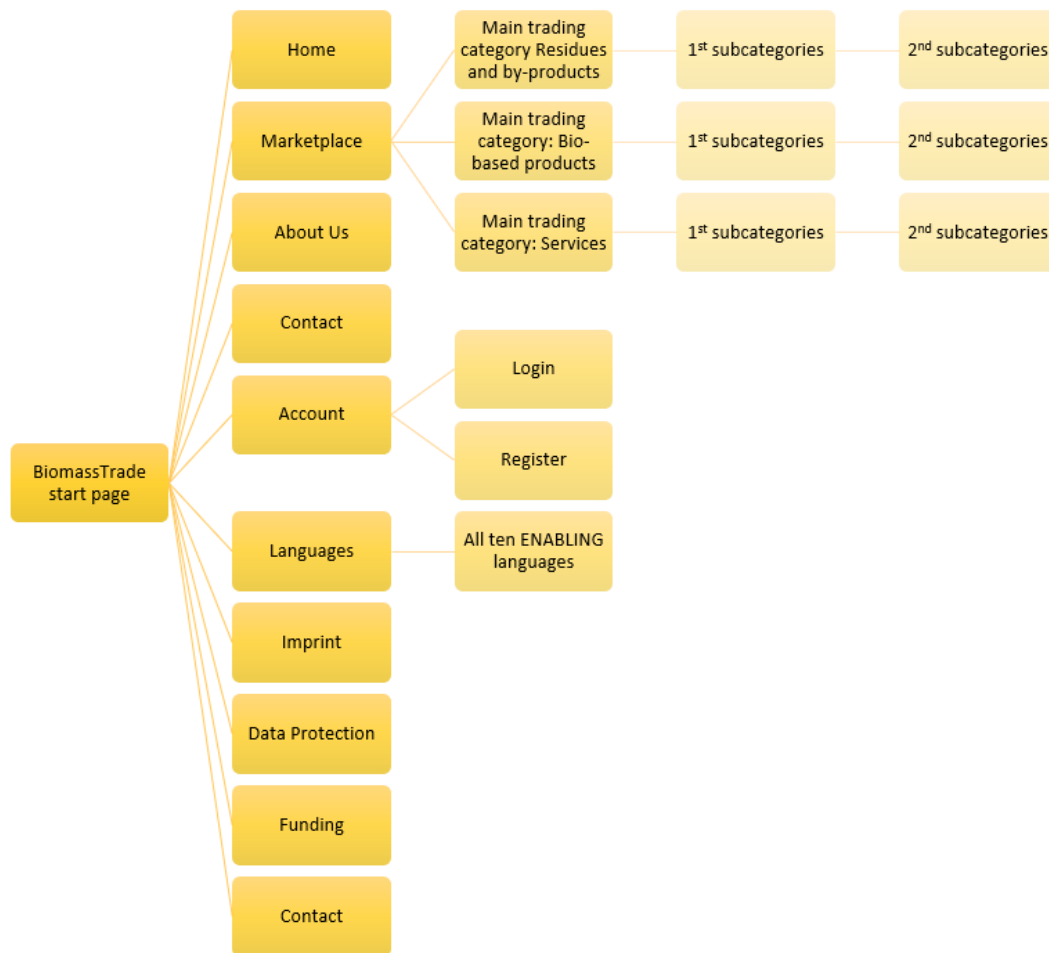 Home
Main trading
category Residues
and by-products
1st subcategories
2nd subcategories
Marketplace
Main trading
category: Bio-
based products
1st subcategories
2nd subcategories
About Us
Main trading
category: Services
1st subcategories
2nd subcategories
Contact
Login
Account
Register
BiomassTrade
start page
Languages
All ten ENABLING
languages
Imprint
Data Protection
Funding
Contact